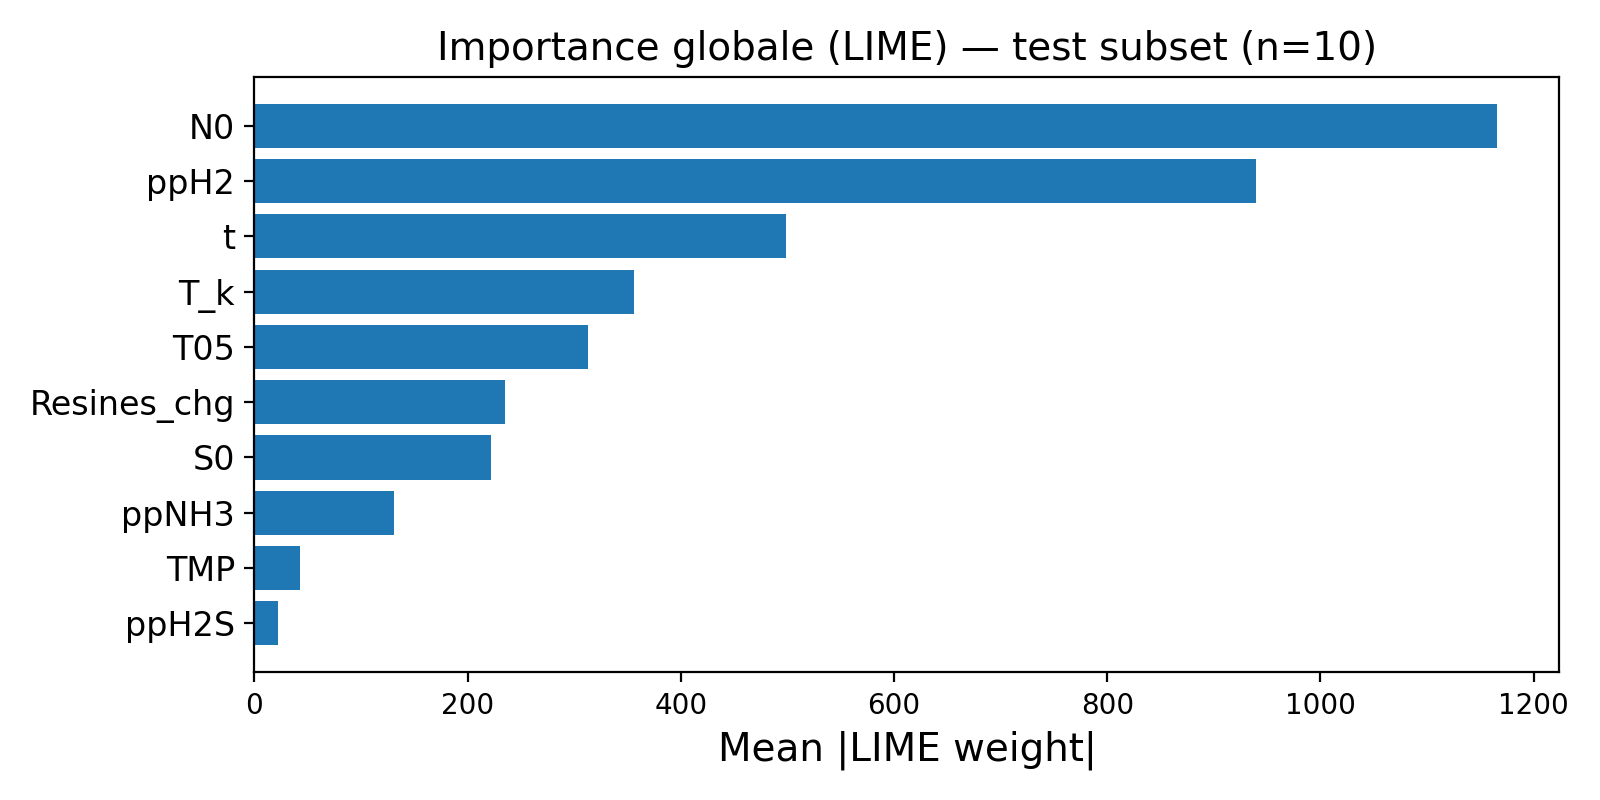 Importance globale (LIME) — test subset (n=10)
N0
ppH2
t
T_k
T05
Resines_chg
S0
ppNH3
TMP
ppH2S
0 200 400 600 800 1000 1200
Mean |LIME weight|